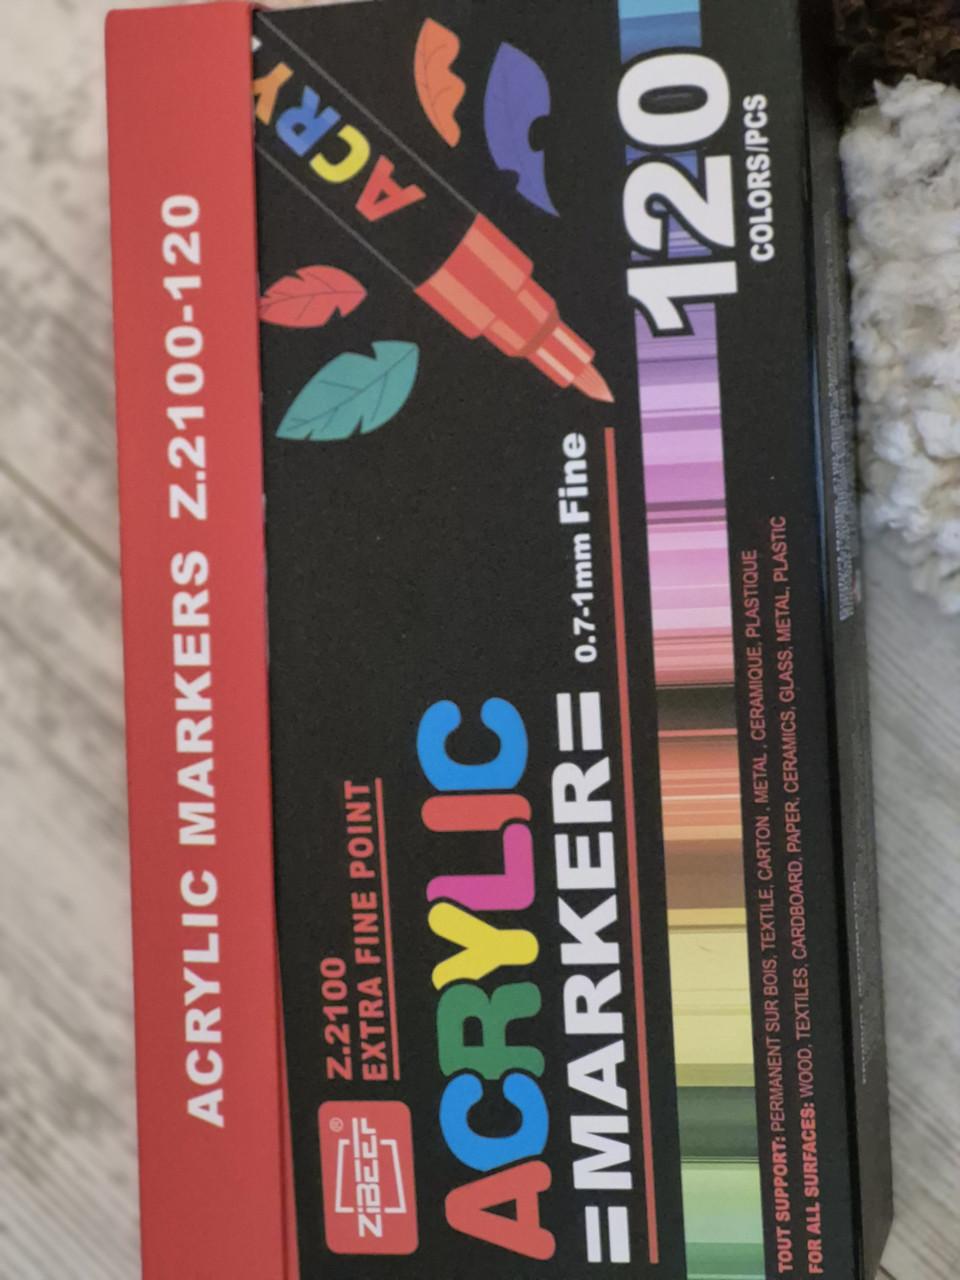 ACRYLIC MARKERS Z.2100-120
ACRY
ZiBEEF®
Z.2100
EXTRA FINE POINT
ACRYLIC
MARKER
0.7-1mm Fine
120
COLORS/PCS
TOUT SUPPORT: PERMANENT SUR BOIS, TEXTILE, CARTON , METAL , CERAMIQUE, PLASTIQUE
FOR ALL SURFACES: WOOD, TEXTILES, CARDBOARD, PAPER, CERAMICS, GLASS, METAL, PLASTIC